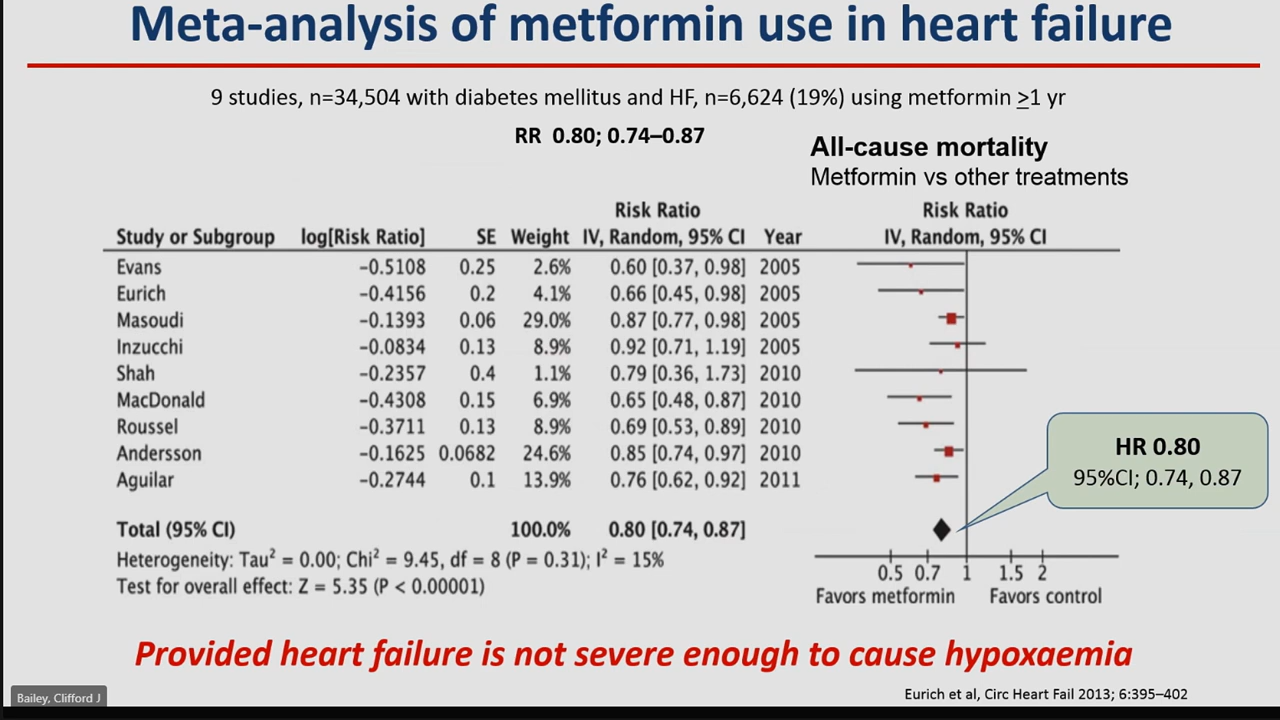 Meta-analysis of metformin use in heart failure
9 studies, n=34,504 with diabetes mellitus and HF, n=6,624 (19%) using metformin ≥1 yr
RR 0.80; 0.74–0.87
All-cause mortality
Metformin vs other treatments
Risk Ratio Risk Ratio
Study or Subgroup log[Risk Ratio] SE Weight IV, Random, 95% CI Year IV, Random, 95% CI
Evans −0.5108 0.25 2.6% 0.60 [0.37, 0.98] 2005
Eurich −0.4156 0.2 4.1% 0.66 [0.45, 0.98] 2005
Masoudi −0.1393 0.06 29.0% 0.87 [0.77, 0.98] 2005
Inzucchi −0.0834 0.13 8.9% 0.92 [0.71, 1.19] 2005
Shah −0.2357 0.4 1.1% 0.79 [0.36, 1.73] 2010
MacDonald −0.4308 0.15 6.9% 0.65 [0.48, 0.87] 2010
Roussel −0.3711 0.13 8.9% 0.69 [0.53, 0.89] 2010
Andersson −0.1625 0.0682 24.6% 0.85 [0.74, 0.97] 2010
Aguilar −0.2744 0.1 13.9% 0.76 [0.62, 0.92] 2011
HR 0.80
95%CI; 0.74, 0.87
Total (95% CI) 100.0% 0.80 [0.74, 0.87]
Heterogeneity: Tau² = 0.00; Chi² = 9.45, df = 8 (P = 0.31); I² = 15%
Test for overall effect: Z = 5.35 (P < 0.00001)
0.5 0.7 1 1.5 2
Favors metformin Favors control
Provided heart failure is not severe enough to cause hypoxaemia
Bailey, Clifford J
Eurich et al, Circ Heart Fail 2013; 6:395–402